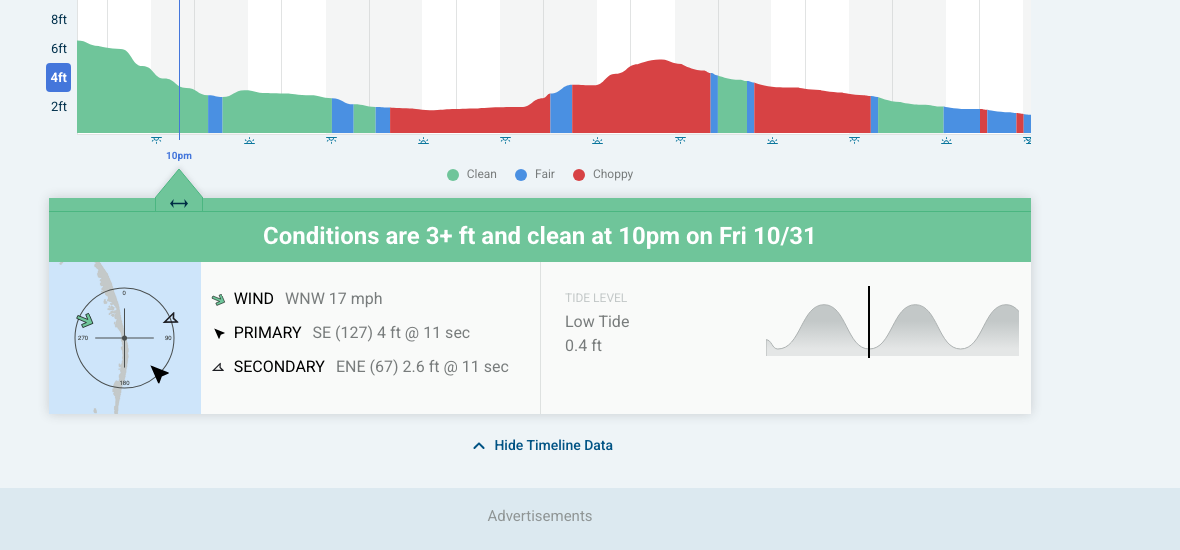 8ft
6ft
4ft
2ft
10pm
Clean Fair Choppy
Conditions are 3+ ft and clean at 10pm on Fri 10/31
0
270 90
180
WIND WNW 17 mph
PRIMARY SE (127) 4 ft @ 11 sec
SECONDARY ENE (67) 2.6 ft @ 11 sec
TIDE LEVEL
Low Tide
0.4 ft
Hide Timeline Data
Advertisements